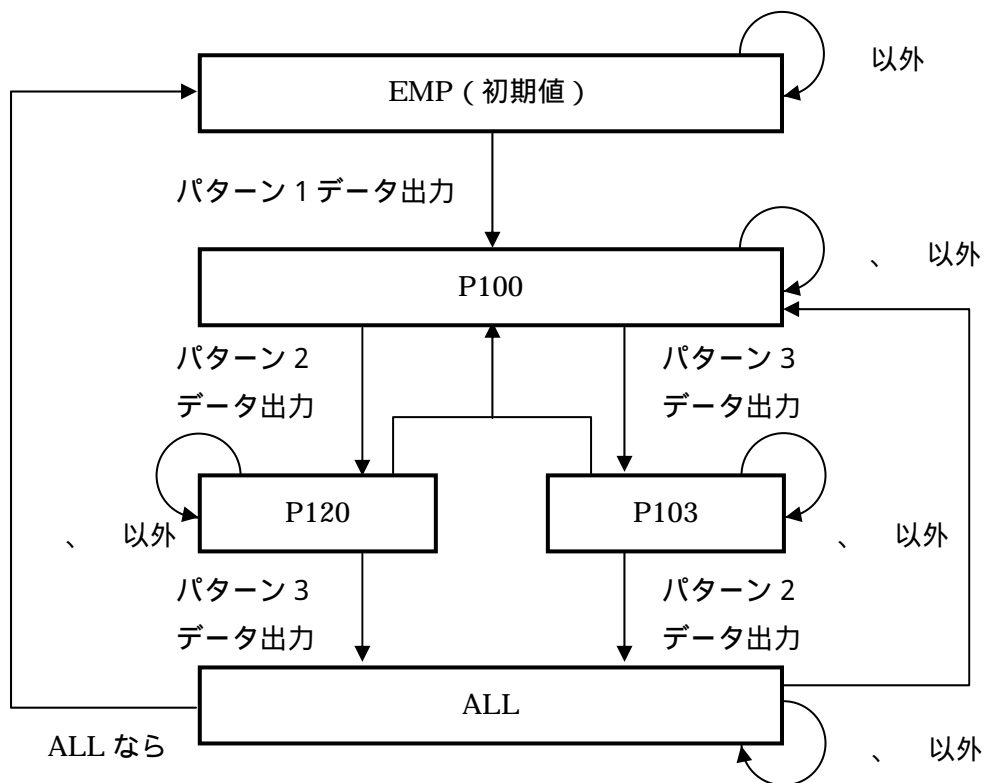 以外
EMP ( 初期値 )
パターン 1 データ出力
、 以外
P100
パターン 2
データ出力
パターン 3
データ出力
P120
P103
、 以外
、 以外
パターン 3
データ出力
パターン 2
データ出力
ALL
ALL なら
、 以外